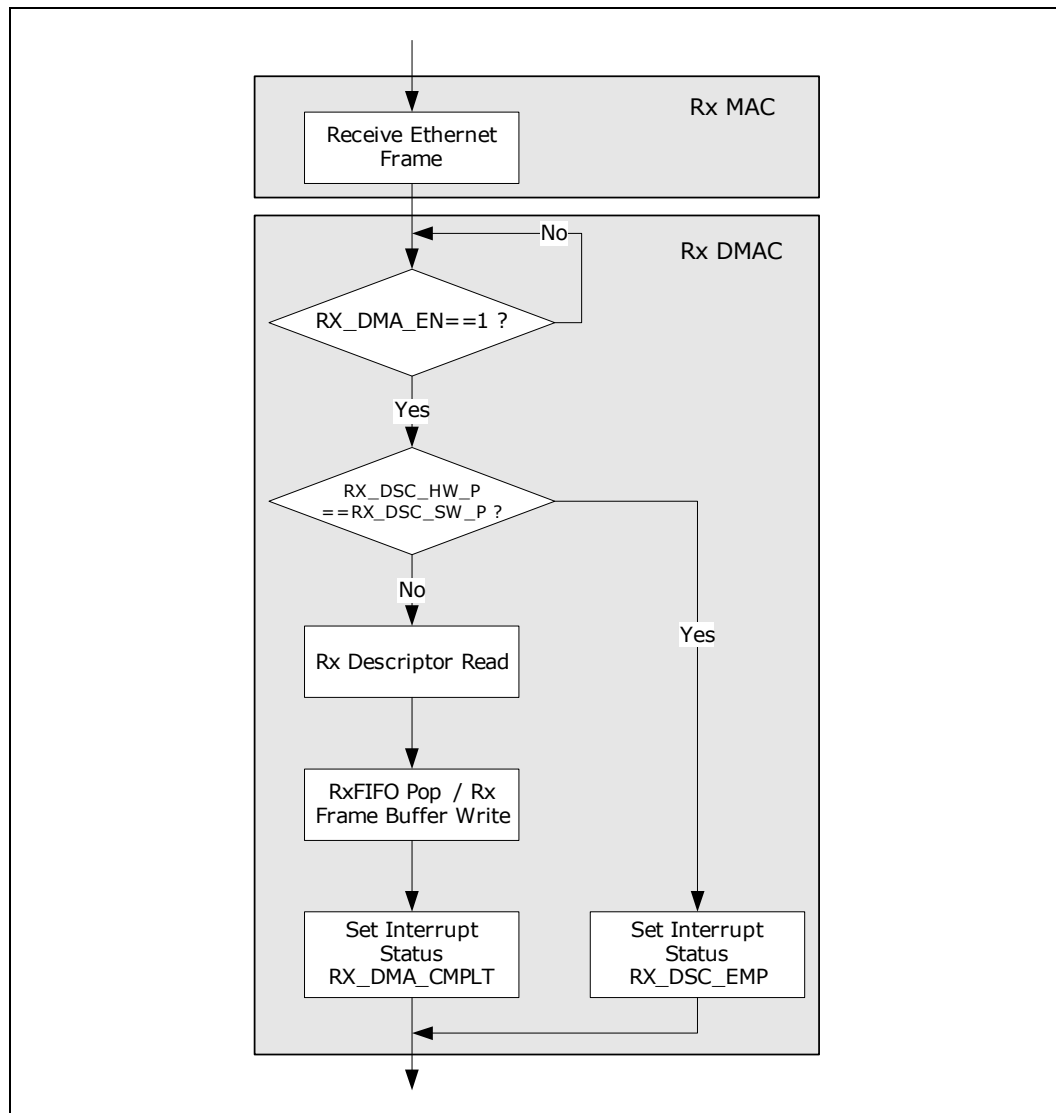 Rx MAC
Receive Ethernet
Frame
Rx DMAC
No
RX_DMA_EN==1 ?
Yes
RX_DSC_HW_P
==RX_DSC_SW_P ?
No
Yes
Rx Descriptor Read
RxFIFO Pop / Rx
Frame Buffer Write
Set Interrupt
Status
RX_DMA_CMPLT
Set Interrupt
Status
RX_DSC_EMP